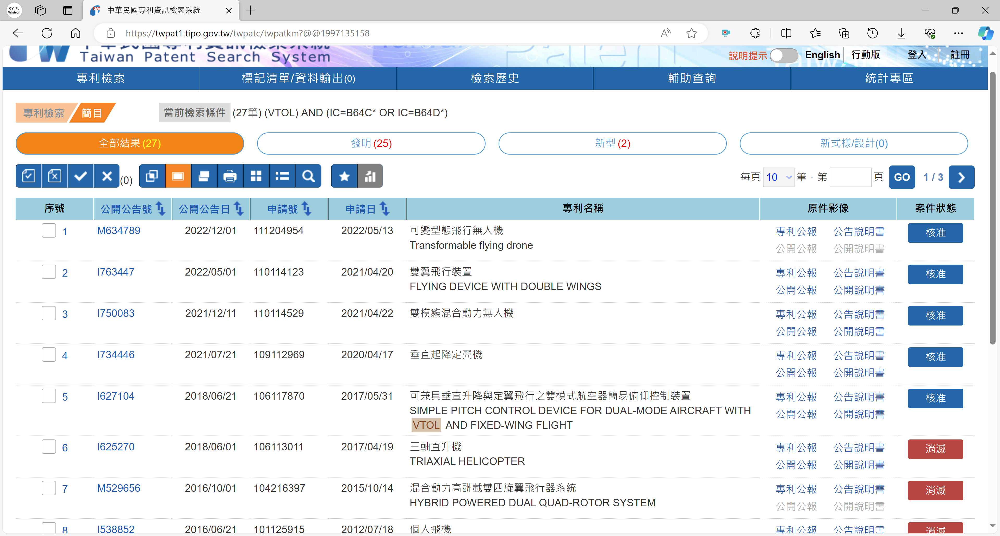 CY_Fu
Wistron
中華民國專利資訊檢索系統
https://twpat1.tipo.gov.tw/twpatc/twpatkm?@@1997135158
中華民國專利資訊檢索系統
Taiwan Patent Search System
說明提示 English 行動版 登入 註冊
專利檢索 標記清單/資料輸出(0) 檢索歷史 輔助查詢 統計專區
專利檢索 簡目 當前檢索條件 (27筆) (VTOL) AND (IC=B64C* OR IC=B64D*)
全部結果 (27) 發明 (25) 新型 (2) 新式樣/設計(0)
(0) 每頁 10 筆，第 頁 GO 1 / 3
序號 公開公告號 公開公告日 申請號 申請日 專利名稱 原件影像 案件狀態
1 M634789 2022/12/01 111204954 2022/05/13 可變型態飛行無人機 專利公報 公告說明書 核准
Transformable flying drone 公開公報 公開說明書
2 I763447 2022/05/01 110114123 2021/04/20 雙翼飛行裝置 專利公報 公告說明書 核准
FLYING DEVICE WITH DOUBLE WINGS 公開公報 公開說明書
3 I750083 2021/12/11 110114529 2021/04/22 雙模態混合動力無人機 專利公報 公告說明書 核准
公開公報 公開說明書
4 I734446 2021/07/21 109112969 2020/04/17 垂直起降定翼機 專利公報 公告說明書 核准
公開公報 公開說明書
5 I627104 2018/06/21 106117870 2017/05/31 可兼具垂直升降與定翼飛行之雙模式航空器簡易俯仰控制裝置 專利公報 公告說明書 核准
SIMPLE PITCH CONTROL DEVICE FOR DUAL-MODE AIRCRAFT WITH 公開公報 公開說明書
VTOL AND FIXED-WING FLIGHT
6 I625270 2018/06/01 106113011 2017/04/19 三軸直升機 專利公報 公告說明書 消滅
TRIAXIAL HELICOPTER 公開公報 公開說明書
7 M529656 2016/10/01 104216397 2015/10/14 混合動力高酬載雙四旋翼飛行器系統 專利公報 公告說明書 消滅
HYBRID POWERED DUAL QUAD-ROTOR SYSTEM 公開公報 公開說明書
8 I538852 2016/06/21 101125915 2012/07/18 個人飛機 專利公報 公告說明書 消滅